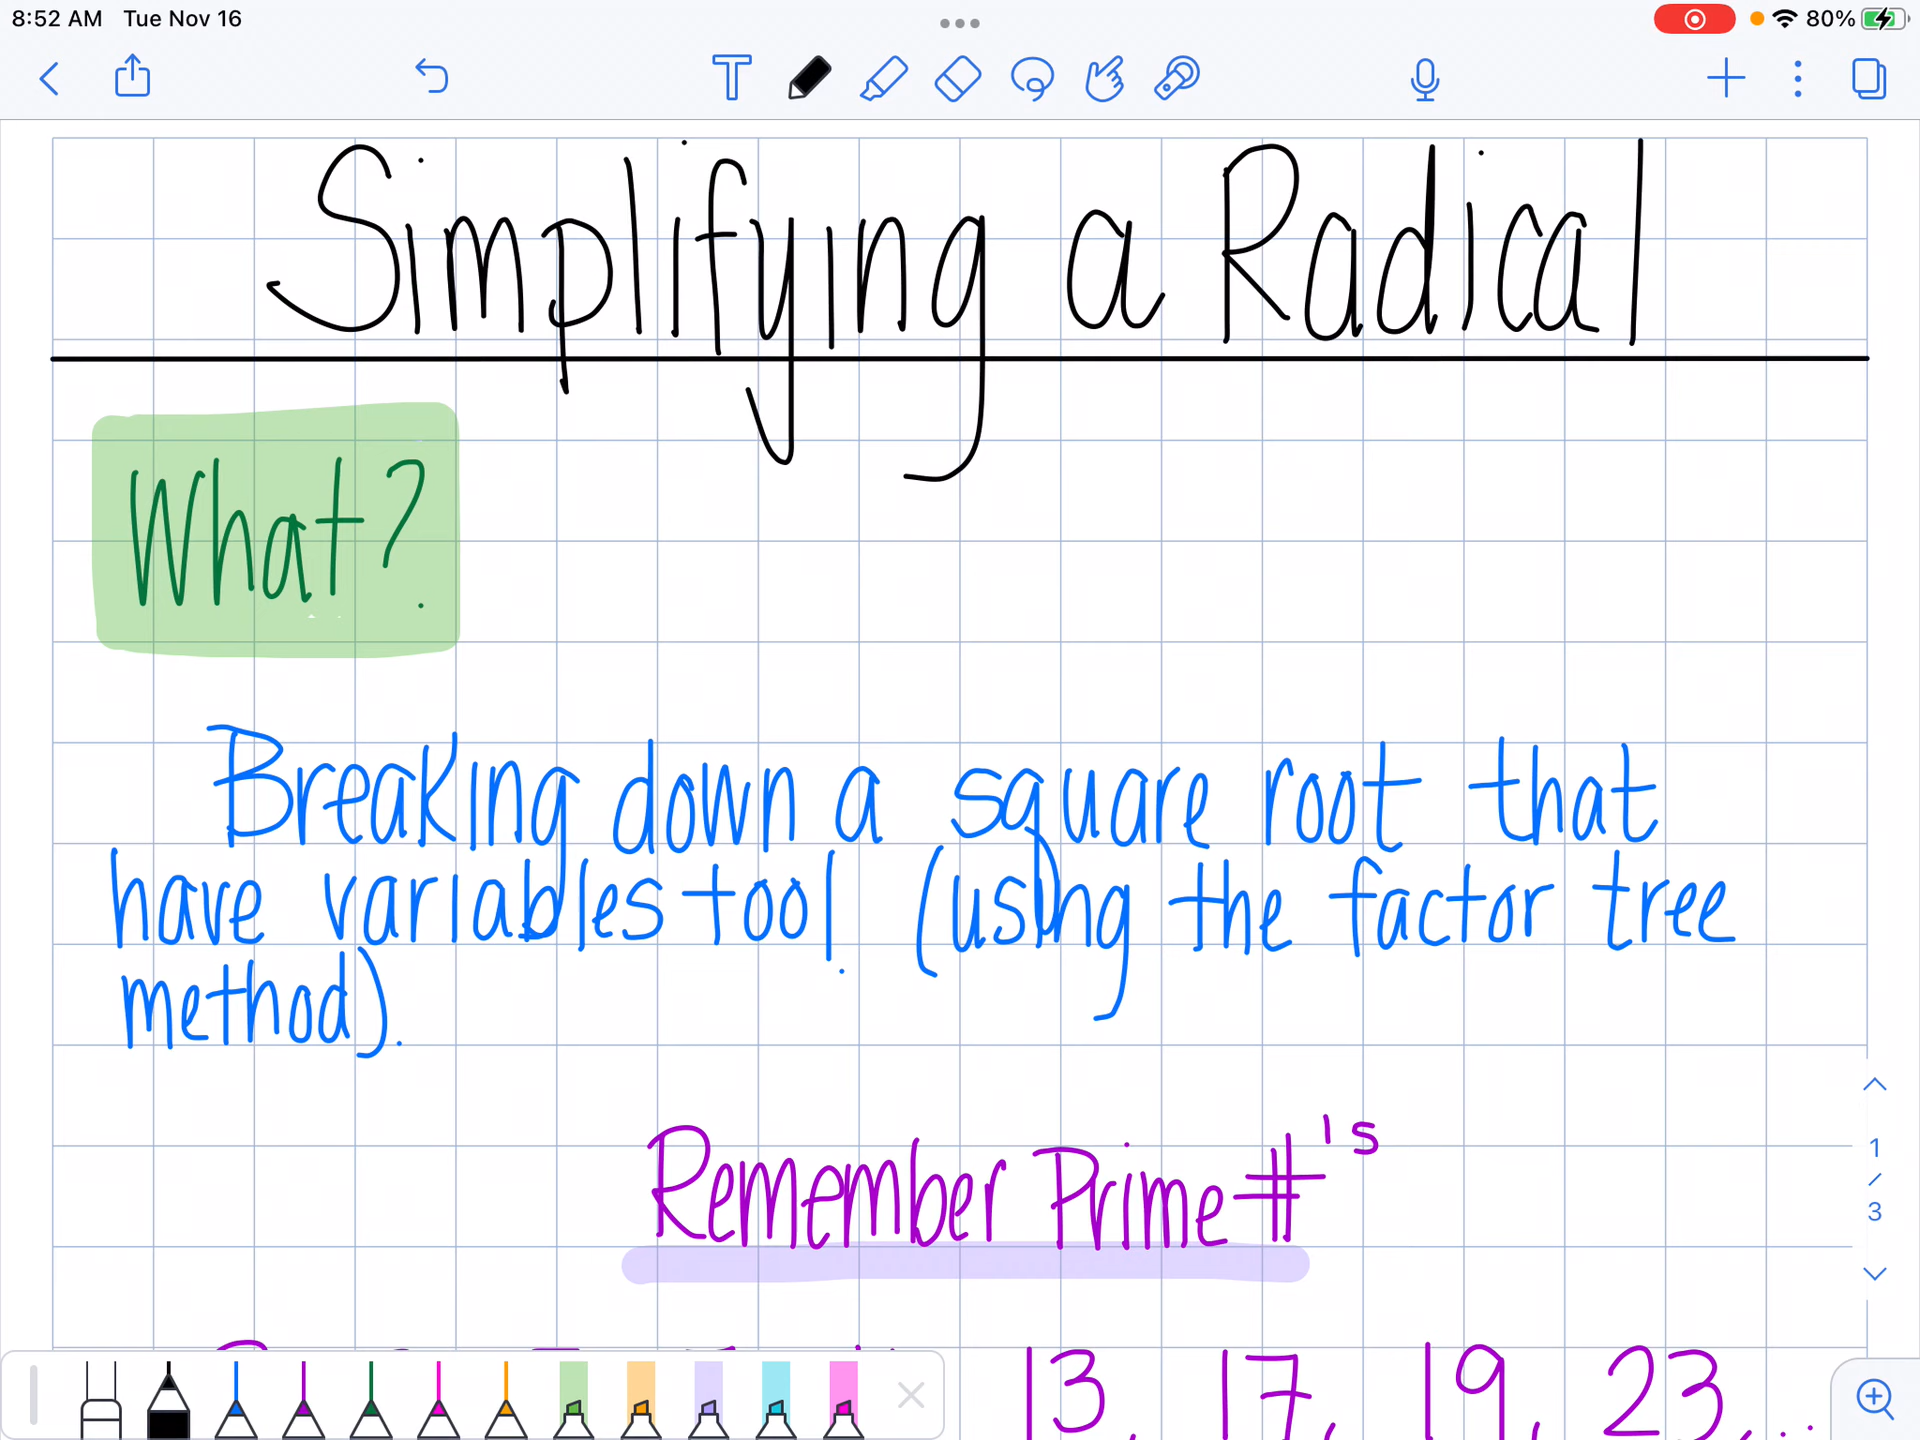 8:52 AM Tue Nov 16
80%
Simplifying a Radical
What?
Breaking down a square root that
have variables too! (using the factor tree
method).
Remember Prime #'s
13, 17, 19, 23, ...
1
/
3